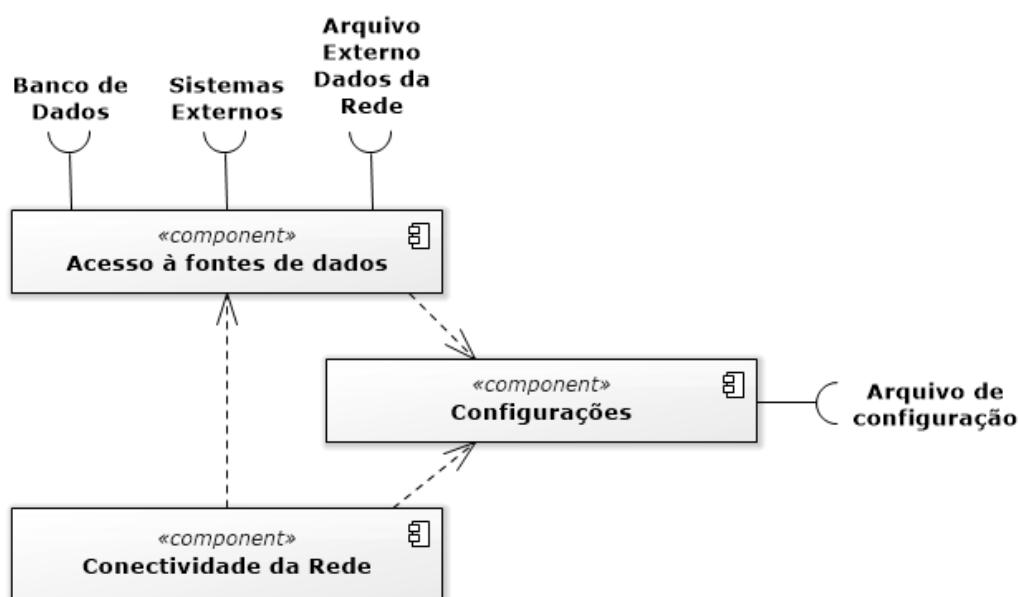 Banco de
Dados
Sistemas
Externos
Arquivo
Externo
Dados da
Rede
«component»
Acesso à fontes de dados
«component»
Configurações
Arquivo de
configuração
«component»
Conectividade da Rede